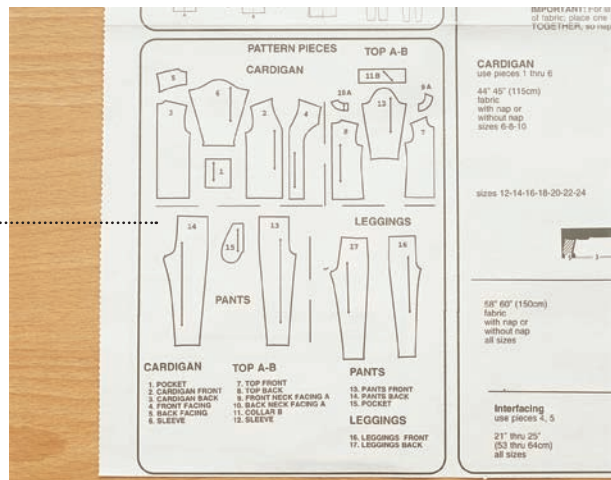 IMPORTANT: For
of fabric; place one
TOGETHER, so nap
PATTERN PIECES
TOP A-B
CARDIGAN
5
6
3
2
4
1
11B
10A
9A
12
8
7
14
15
13
PANTS
LEGGINGS
17
16
CARDIGAN
1. POCKET
2. CARDIGAN FRONT
3. CARDIGAN BACK
4. FRONT FACING
5. BACK FACING
6. SLEEVE
TOP A-B
7. TOP FRONT
8. TOP BACK
9. FRONT NECK FACING A
10. BACK NECK FACING A
11. COLLAR B
12. SLEEVE
PANTS
13. PANTS FRONT
14. PANTS BACK
15. POCKET
LEGGINGS
16. LEGGINGS FRONT
17. LEGGINGS BACK
CARDIGAN
use pieces 1 thru 6
44" 45" (115cm)
fabric
with nap or
without nap
sizes 6-8-10
sizes 12-14-16-18-20-22-24
58" 60" (150cm)
fabric
with nap or
without nap
all sizes
Interfacing
use pieces 4, 5
21" thru 25"
(53 thru 64cm)
all sizes